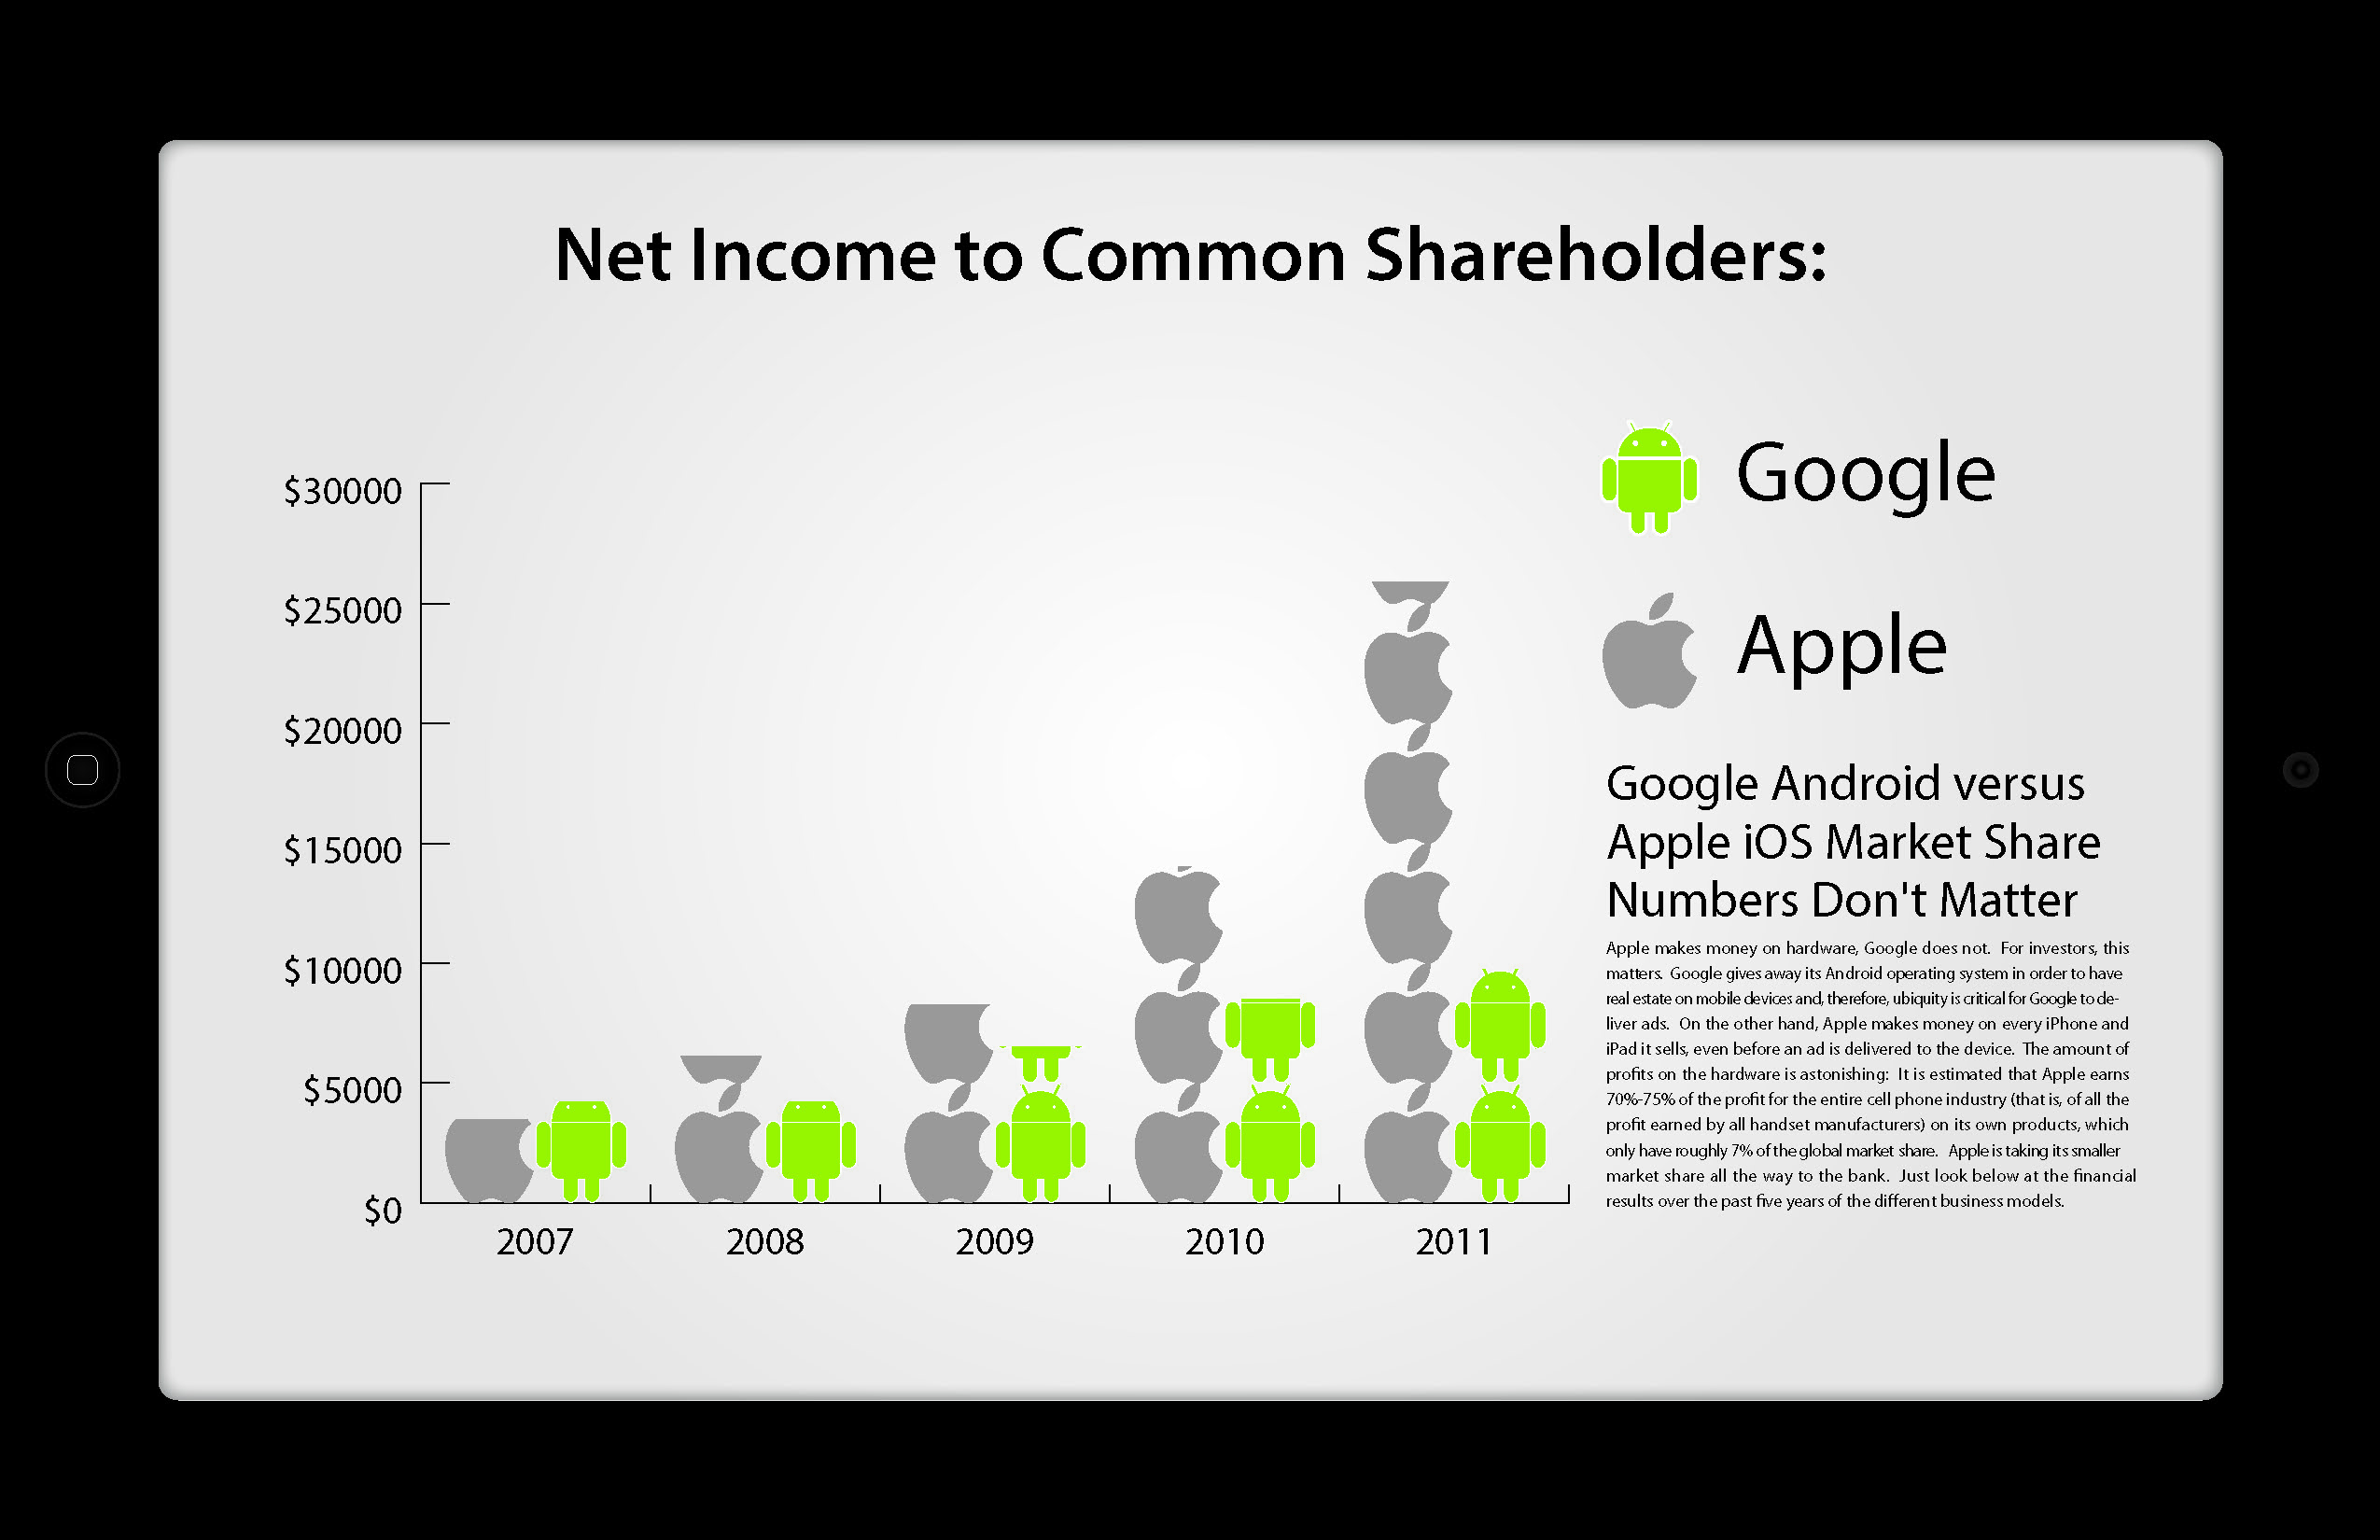 Net Income to Common Shareholders:
$30000
$25000
$20000
$15000
$10000
$5000
$0
2007
2008
2009
2010
2011
Google
Apple
Google Android versus
Apple iOS Market Share
Numbers Don't Matter
Apple makes money on hardware, Google does not. For investors, this
matters. Google gives away its Android operating system in order to have
real estate on mobile devices and, therefore, ubiquity is critical for Google to de-
liver ads. On the other hand, Apple makes money on every iPhone and
iPad it sells, even before an ad is delivered to the device. The amount of
profits on the hardware is astonishing: It is estimated that Apple earns
70%-75% of the profit for the entire cell phone industry (that is, of all the
profit earned by all handset manufacturers) on its own products, which
only have roughly 7% of the global market share. Apple is taking its smaller
market share all the way to the bank. Just look below at the financial
results over the past five years of the different business models.